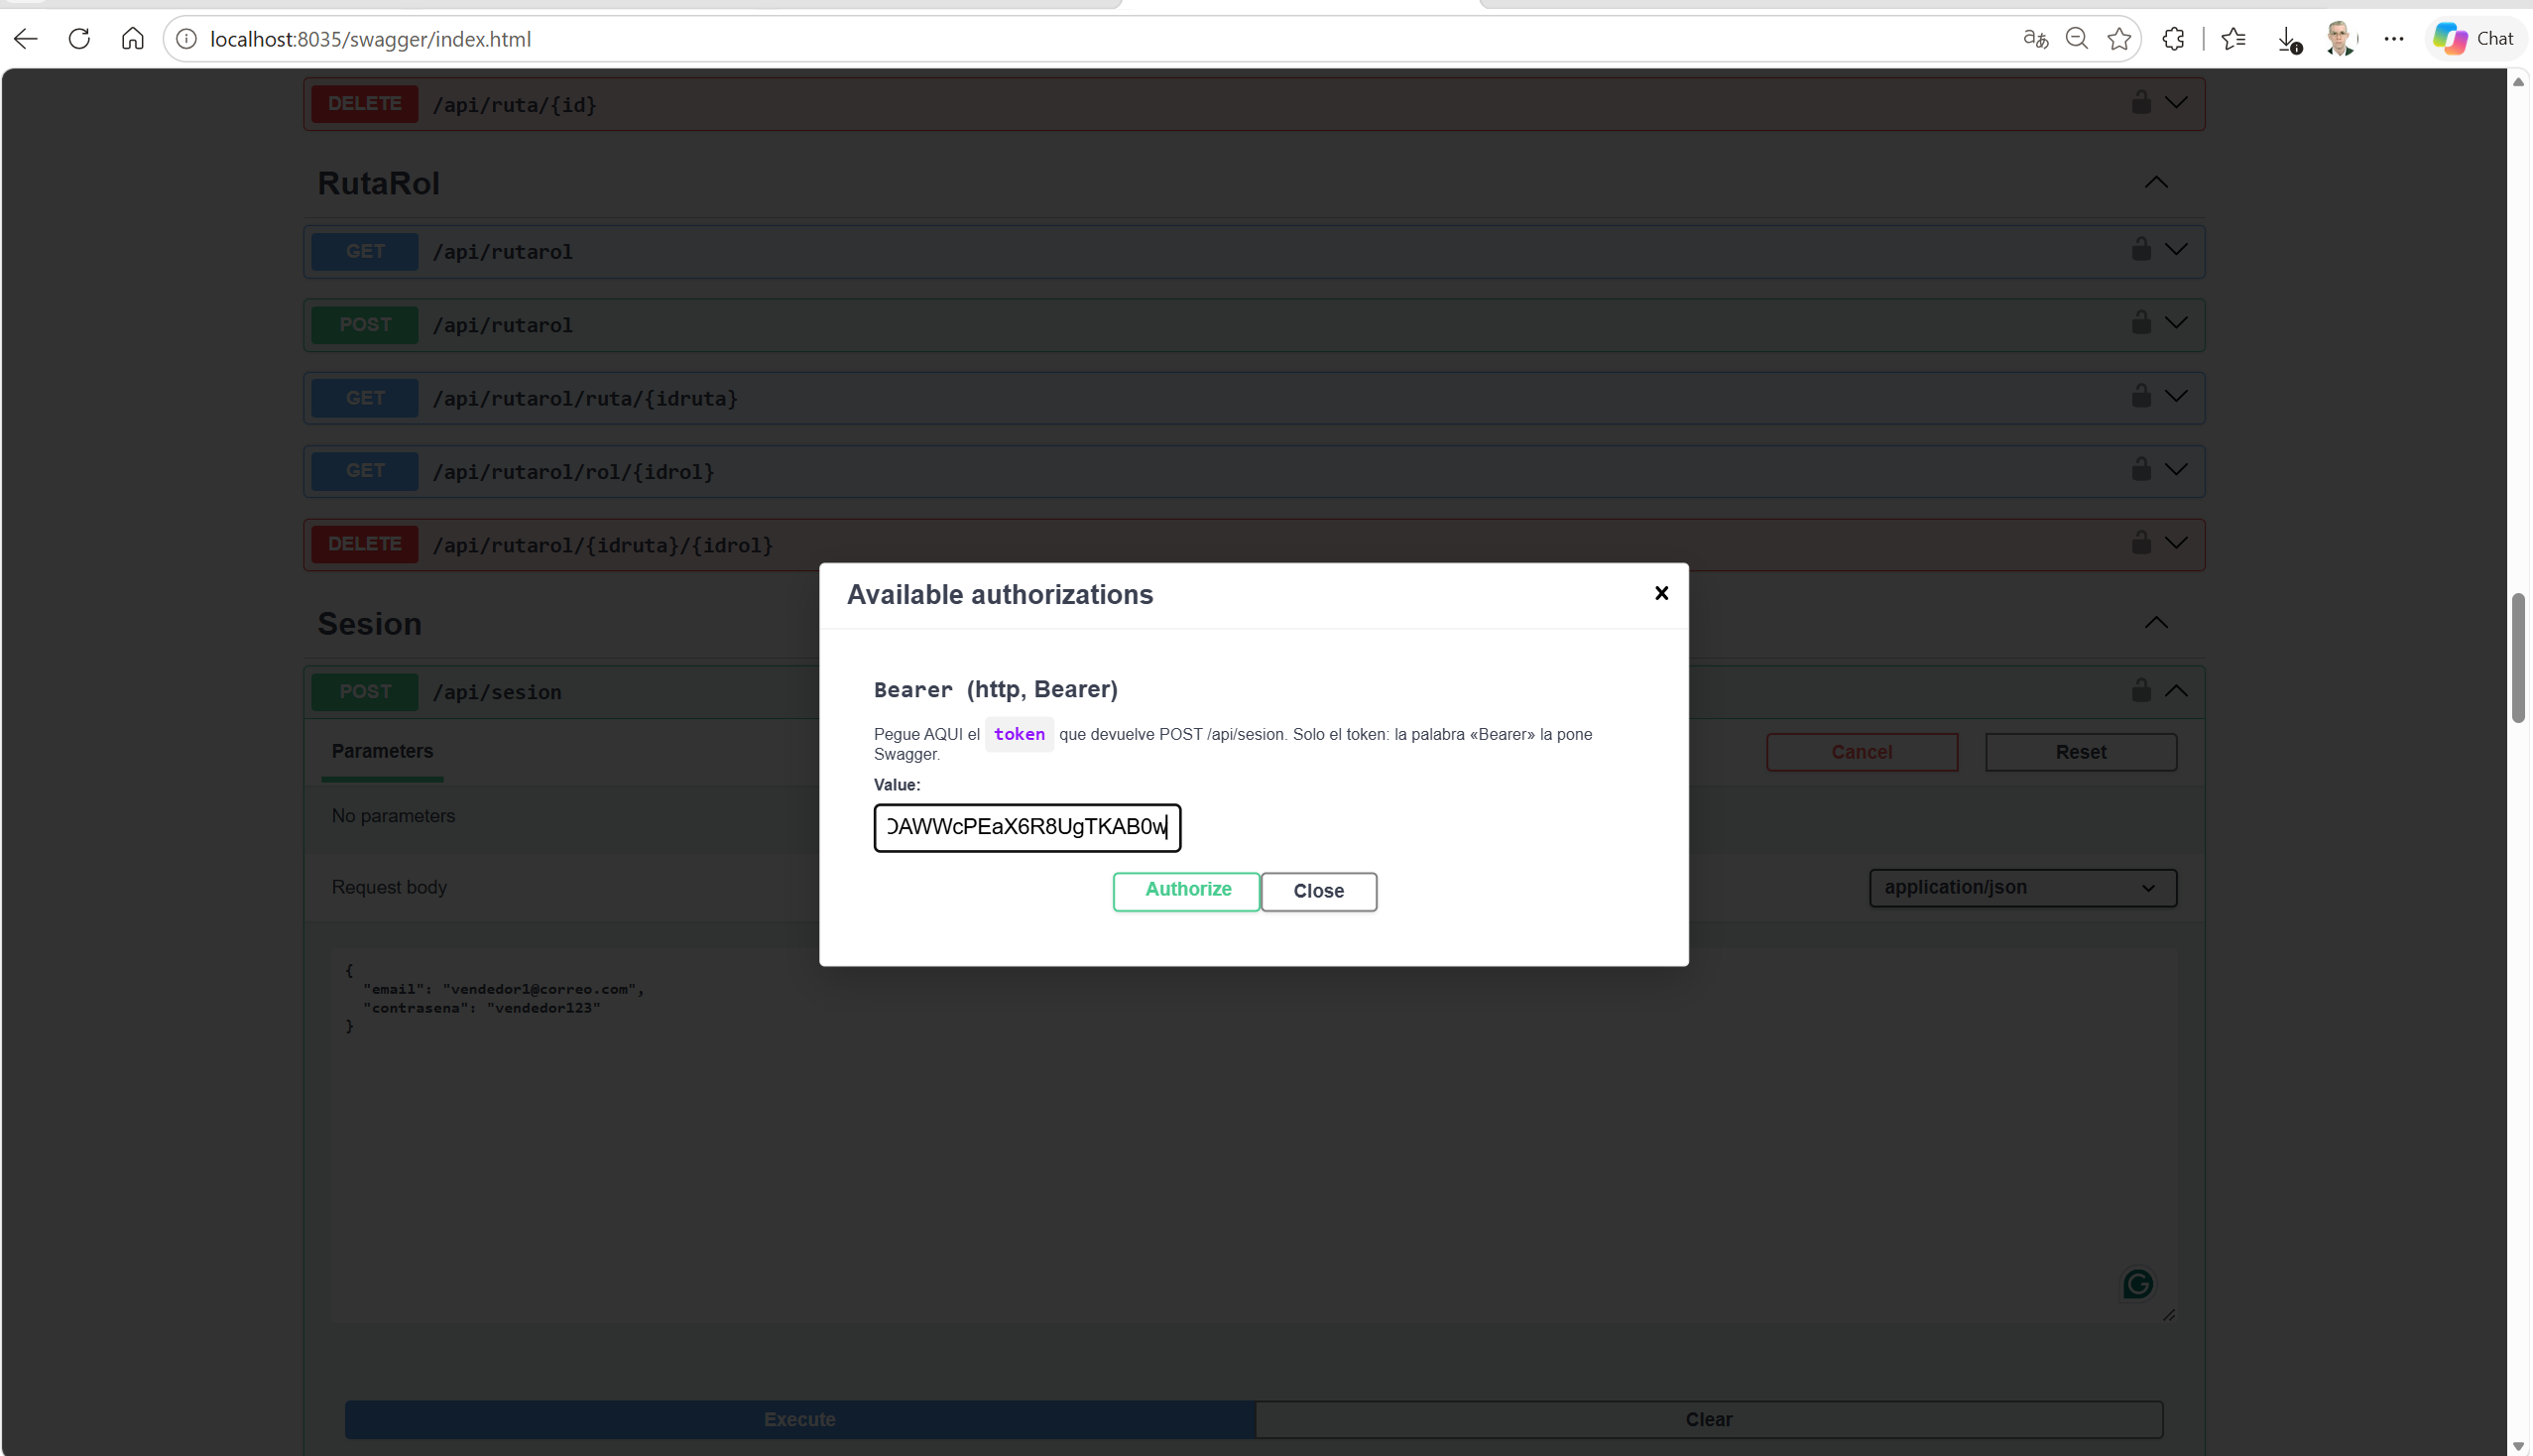 localhost:8035/swagger/index.html
Chat
DELETE /api/ruta/{id}
RutaRol
GET /api/rutarol
POST /api/rutarol
GET /api/rutarol/ruta/{idruta}
GET /api/rutarol/rol/{idrol}
DELETE /api/rutarol/{idruta}/{idrol}
Available authorizations
Sesion
POST /api/sesion
Bearer (http, Bearer)
Pegue AQUI el token que devuelve POST /api/sesion. Solo el token: la palabra «Bearer» la pone
Swagger.
Parameters
Cancel Reset
Value:
No parameters
DAWWcPEaX6R8UgTKAB0w
Request body
Authorize Close
application/json
{
"email": "vendedor1@correo.com",
"contrasena": "vendedor123"
}
Execute Clear